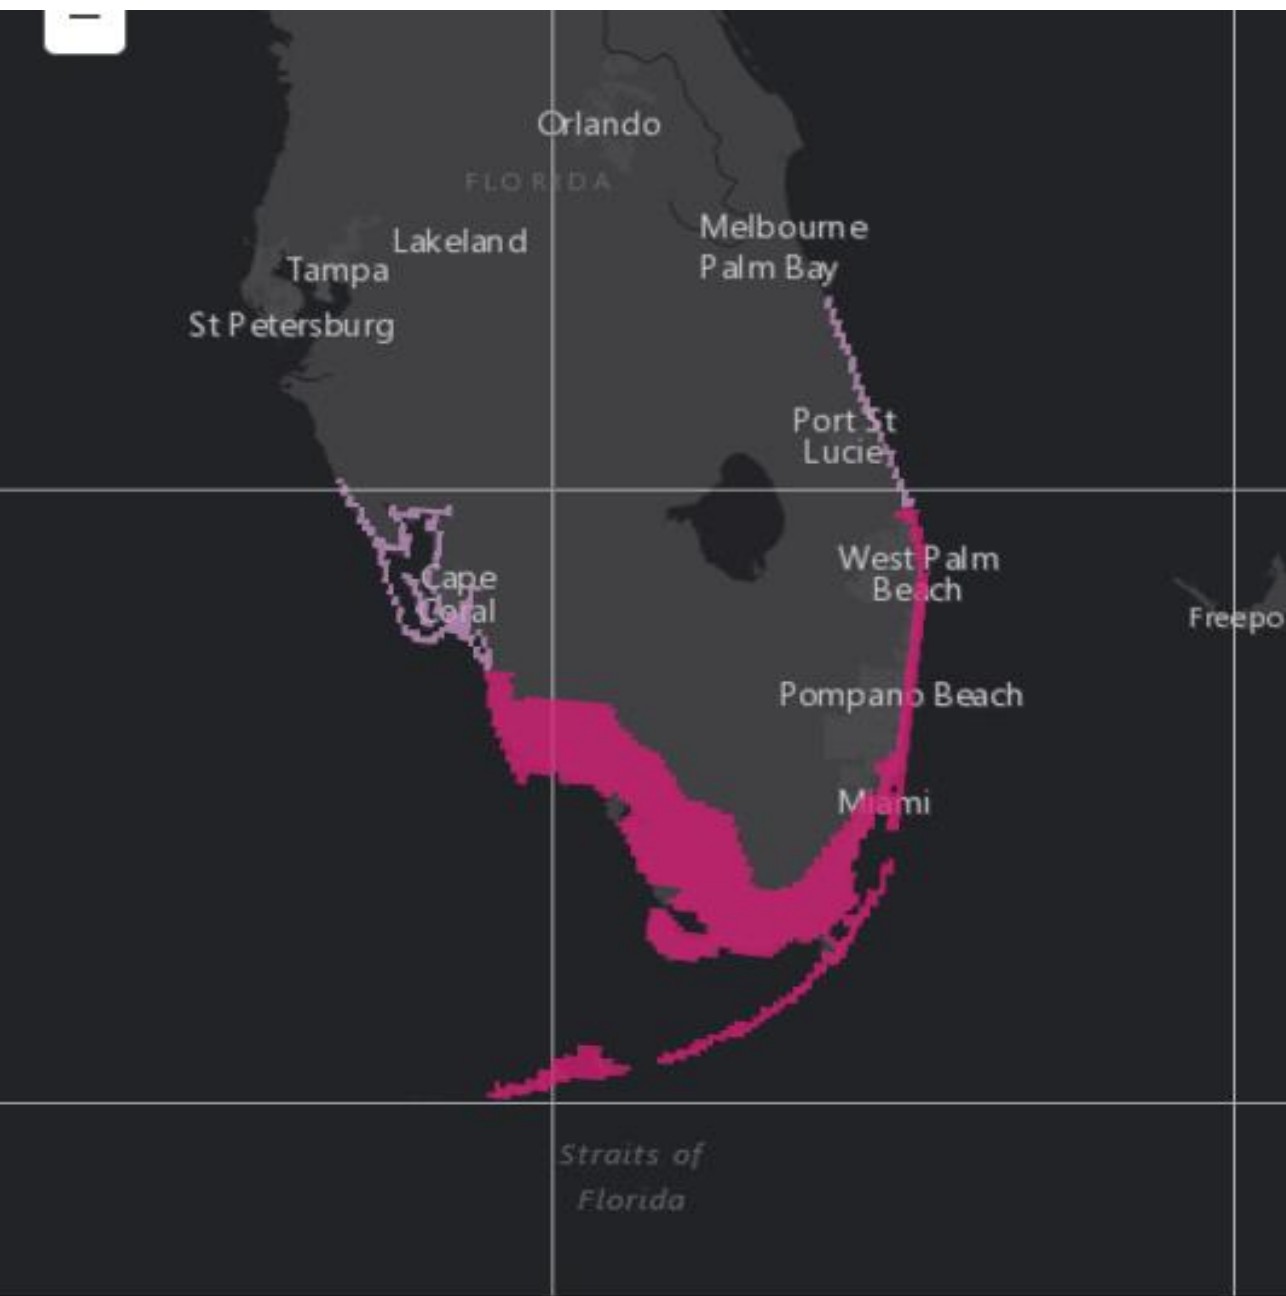 Orlando
FLORIDA
Melbourne
Lakeland
Palm Bay
Tampa
St Petersburg
Port St
Lucie
West Palm
Beach
Cape
Coral
Freepo
Pompano Beach
Miami
Straits of
Florida